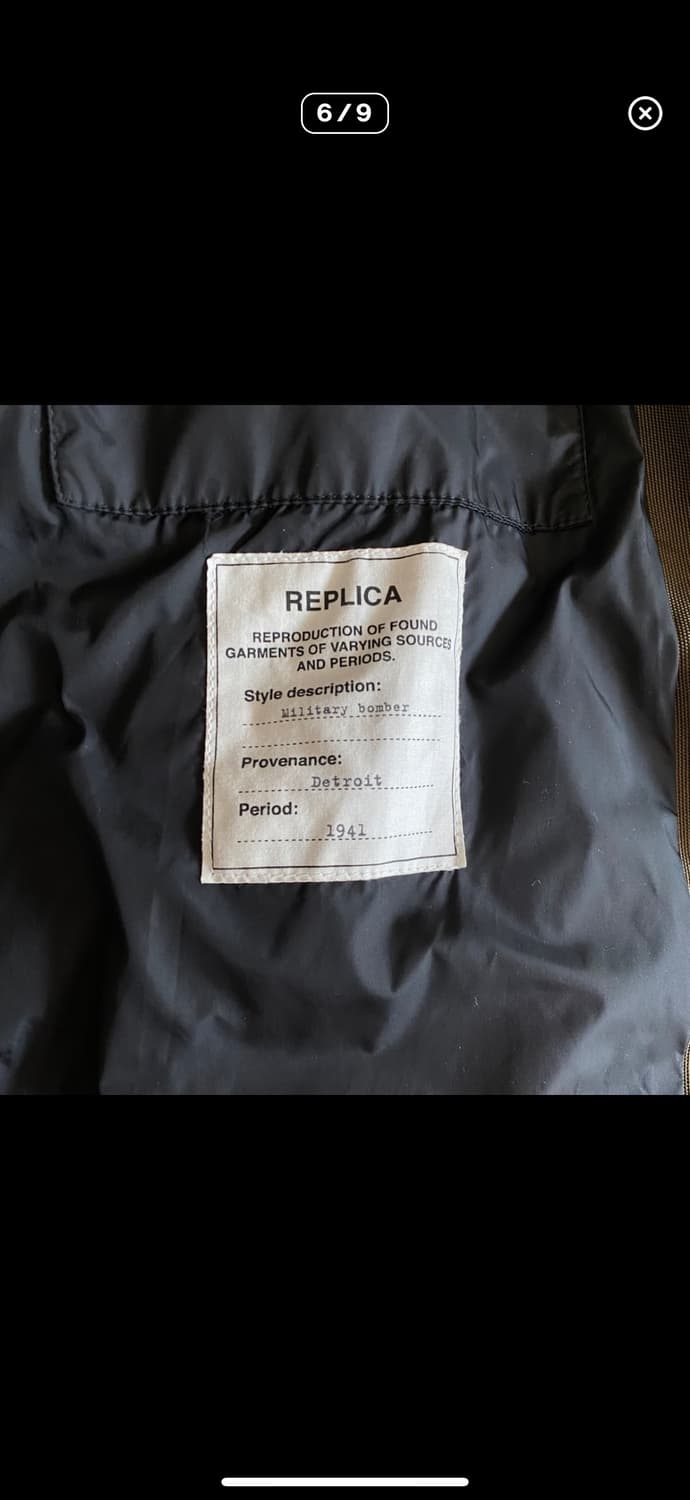 6/9
REPLICA
REPRODUCTION OF FOUND
GARMENTS OF VARYING SOURCES
AND PERIODS.
Style description:
Military bomber
Provenance:
Detroit
Period:
1941